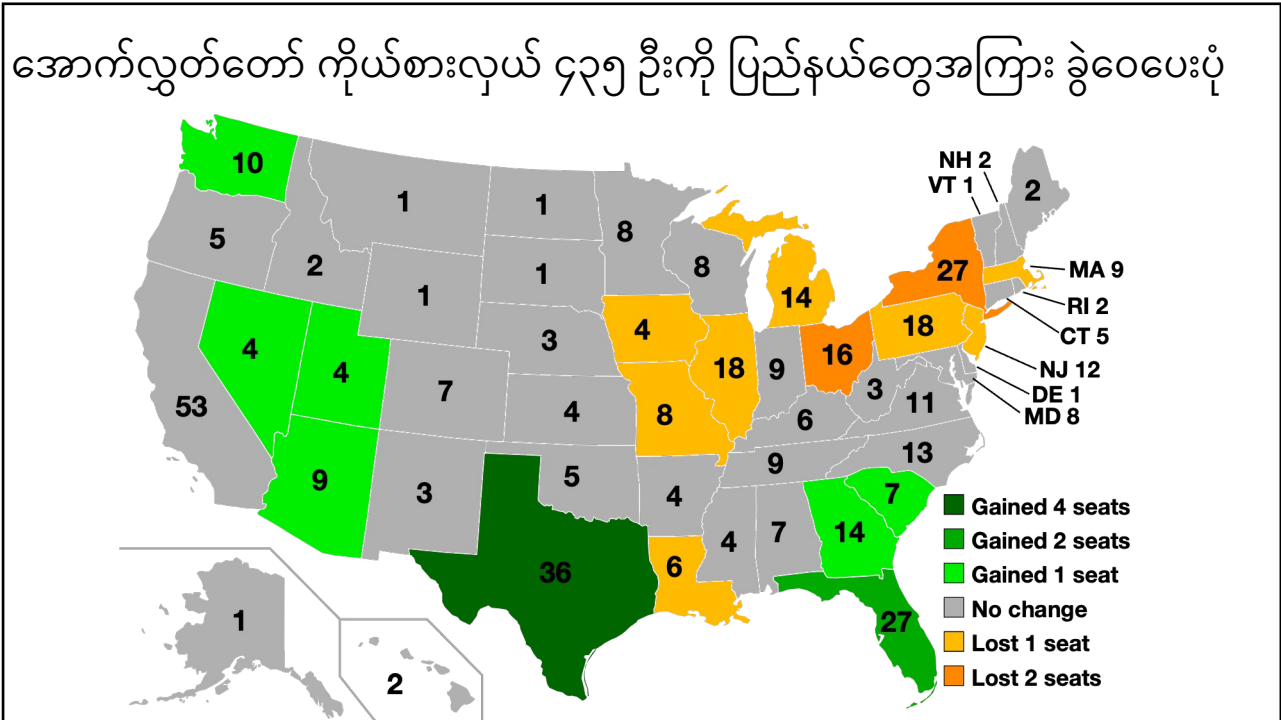 အောက်လွှတ်တော် ကိုယ်စားလှယ် ၄၃၅ ဦးကို ပြည်နယ်တွေအကြား ခွဲဝေပေးပုံ
10
NH 2
VT 1
2
1
1
8
5
2
8
27
MA 9
1
1
14
RI 2
4
18
CT 5
3
4
4
18
9
16
NJ 12
7
3
DE 1
53
4
8
11
MD 8
6
9
13
9
3
5
4
7
Gained 4 seats
4
7
14
Gained 2 seats
36
6
Gained 1 seat
No change
1
27
Lost 1 seat
2
Lost 2 seats